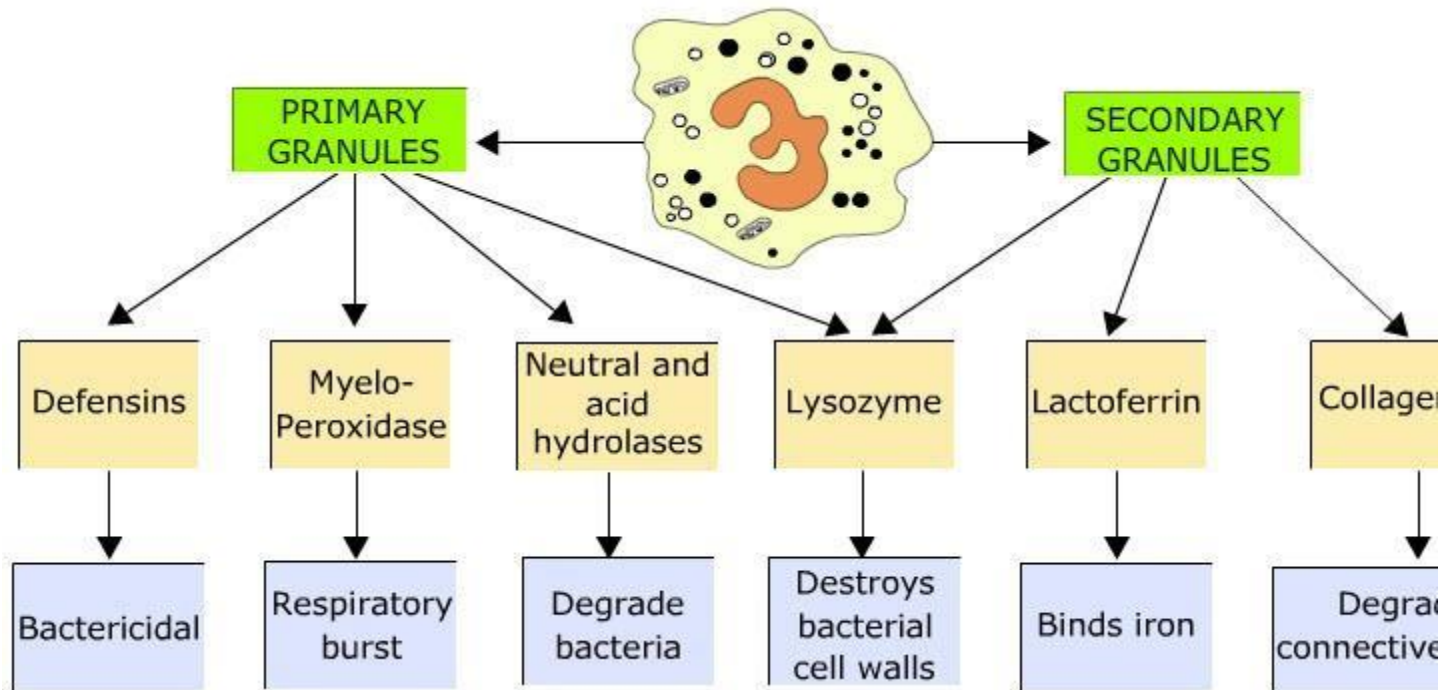 PRIMARY
GRANULES
SECONDARY
GRANULES
Defensins
Myelo-
Peroxidase
Neutral and
acid
hydrolases
Lysozyme
Lactoferrin
Bactericidal
Respiratory
burst
Degrade
bacteria
Destroys
bacterial
cell walls
Binds iron
connective